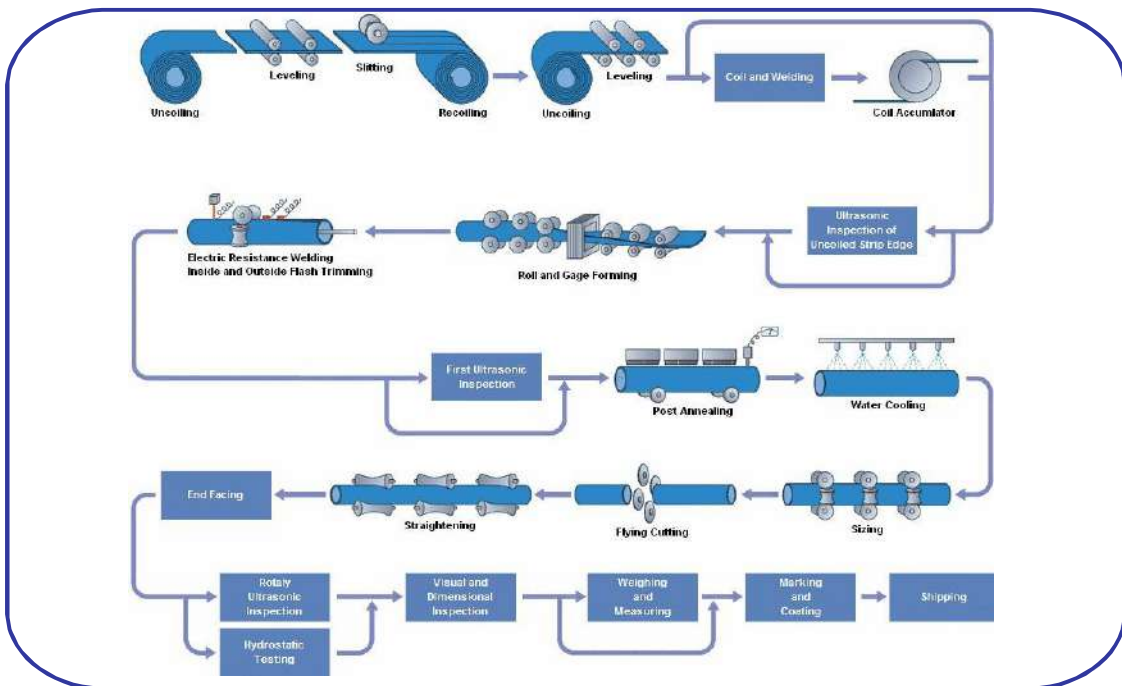 Uncoiling
Leveling
Slitting
Recoiling
Uncoiling
Leveling
Coil and Welding
Coil Accumlator
Electric Resistance Welding
Inside and Outside Flash Trimming
Roll and Gage Forming
Ultrasonic
Inspection of
Uncoiled Strip Edge
First Ultrasonic
Inspection
Post Annealing
Water Cooling
End Facing
Straightening
Flying Cutting
Sizing
Rotaly
Ultrasonic
Inspection
Visual and
Dimensional
Inspection
Weighing
and
Measuring
Marking
and
Coating
Shipping
Hydrostatic
Testing